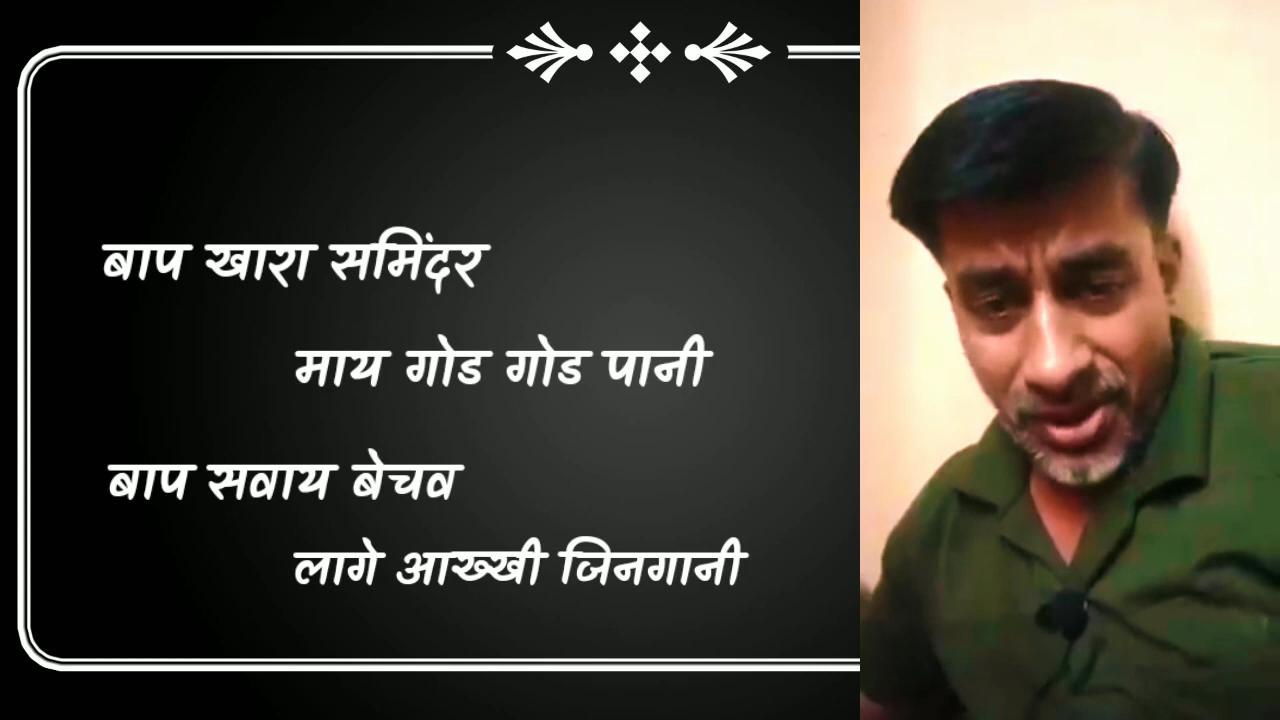 बाप खारा समिंदर
माय गोड गोड पानी
बाप सवाय बेचव
लागे आख्खी जिनगानी